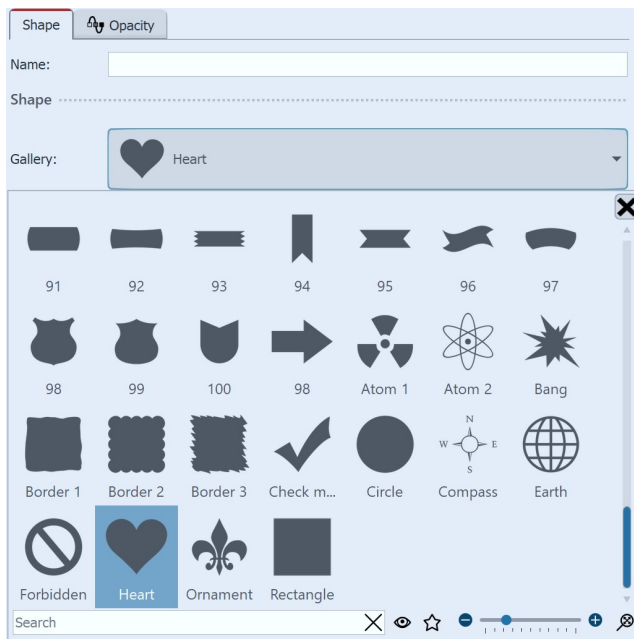 Shape Opacity
Name:
Shape
Gallery: Heart
91 92 93 94 95 96 97
98 99 100 98 Atom 1 Atom 2 Bang
N
W E
S
Border 1 Border 2 Border 3 Check m... Circle Compass Earth
Forbidden Heart Ornament Rectangle
Search